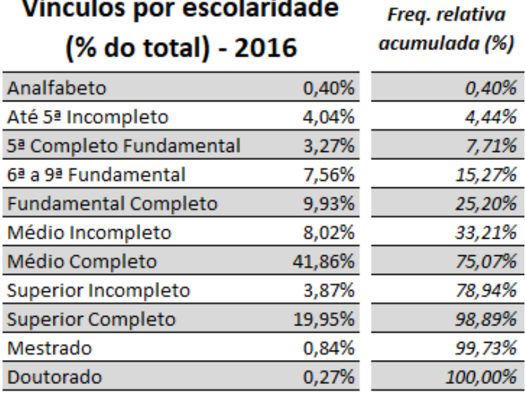 Vínculos por escolaridade
(% do total) - 2016
Freq. relativa
acumulada (%)
Analfabeto 0,40% 0,40%
Até 5ª Incompleto 4,04% 4,44%
5ª Completo Fundamental 3,27% 7,71%
6ª a 9ª Fundamental 7,56% 15,27%
Fundamental Completo 9,93% 25,20%
Médio Incompleto 8,02% 33,21%
Médio Completo 41,86% 75,07%
Superior Incompleto 3,87% 78,94%
Superior Completo 19,95% 98,89%
Mestrado 0,84% 99,73%
Doutorado 0,27% 100,00%